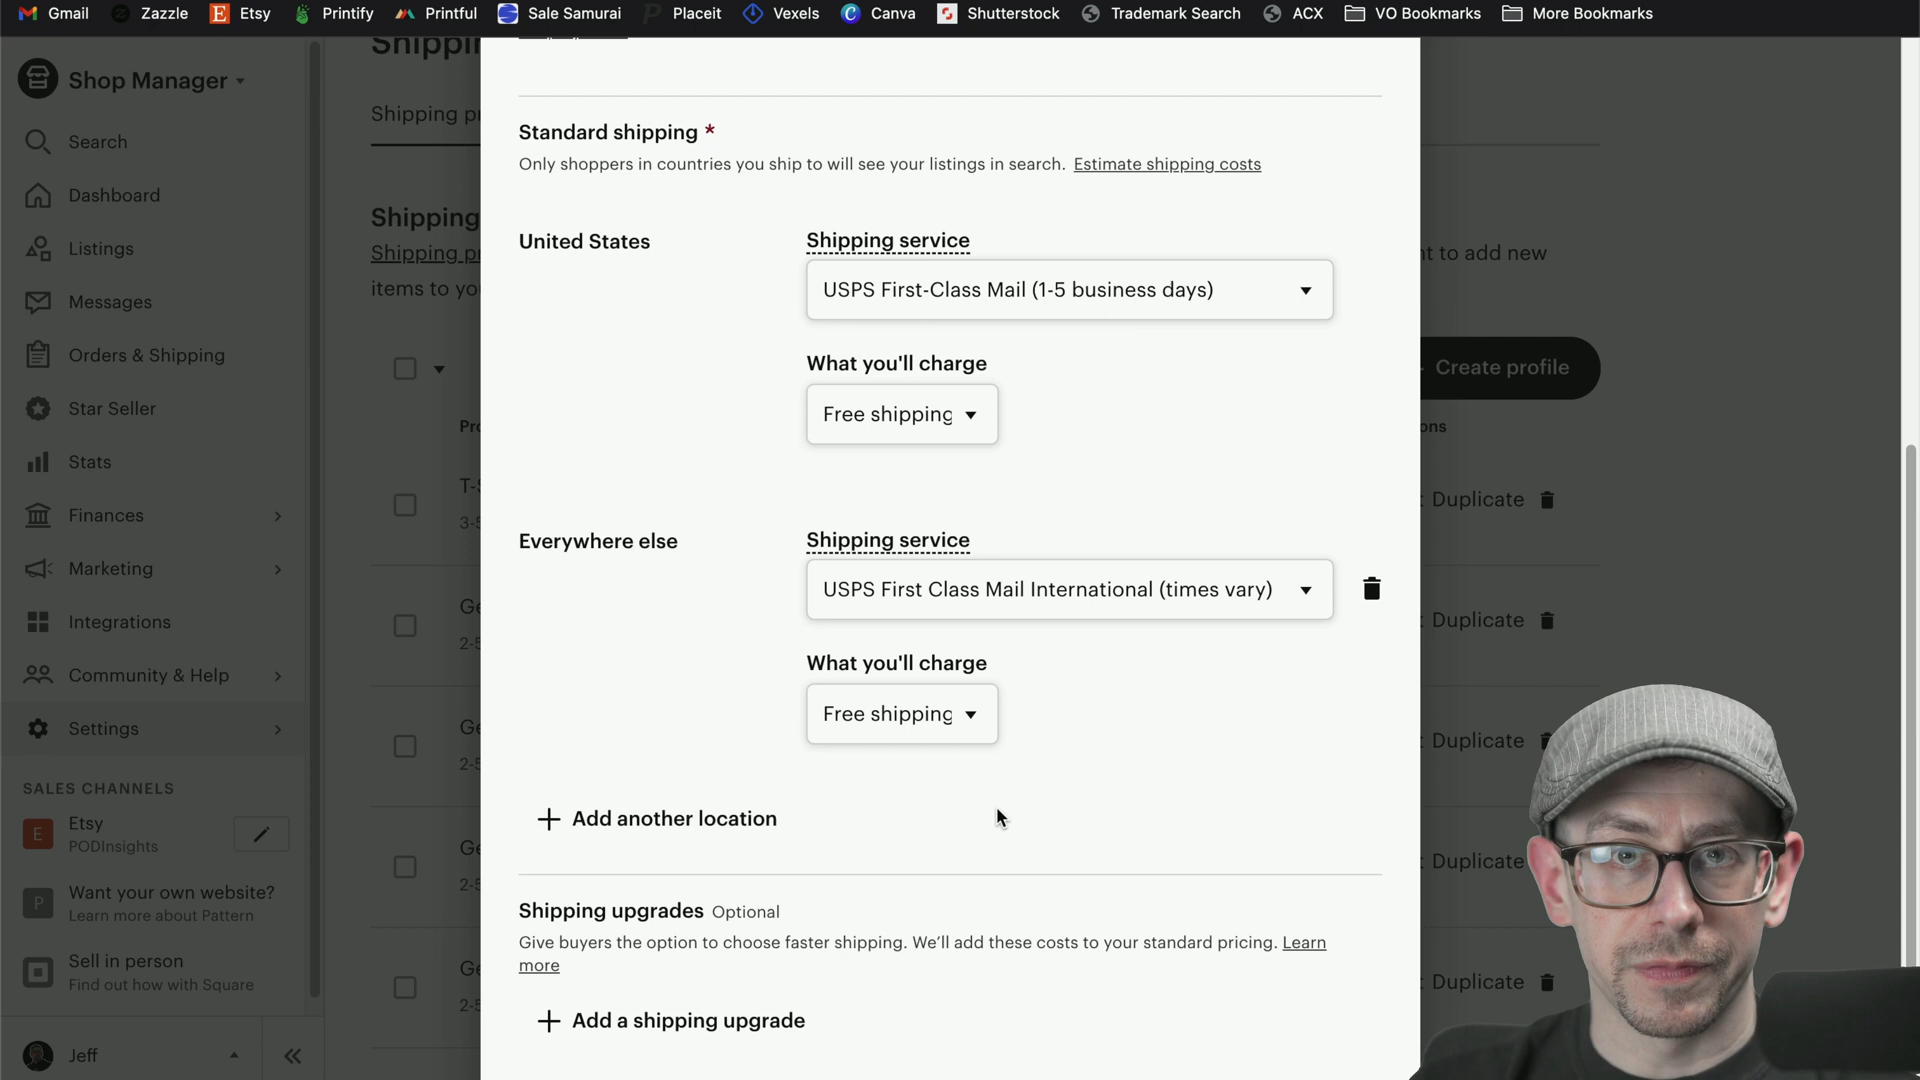 Gmail
Zazzle
Etsy
Printify
Printful
Sale Samurai
Placeit
Vexels
Canva
Shutterstock
Trademark Search
ACX
VO Bookmarks
More Bookmarks
Shop Manager
Search
Dashboard
Listings
Messages
Orders & Shipping
Star Seller
Stats
Finances
Marketing
Integrations
Community & Help
Settings
SALES CHANNELS
E
Etsy
PODInsights
P
Want your own website?
Learn more about Pattern
Sell in person
Find out how with Square
Jeff
Shipping
Shipping
items to
Standard shipping *
Only shoppers in countries you ship to will see your listings in search. Estimate shipping costs
United States
Shipping service
USPS First-Class Mail (1-5 business days)
What you'll charge
Free shipping
Everywhere else
Shipping service
USPS First Class Mail International (times vary)
What you'll charge
Free shipping
Add another location
Shipping upgrades Optional
Give buyers the option to choose faster shipping. We'll add these costs to your standard pricing. Learn
more
Add a shipping upgrade
to add new
Create profile
Duplicate
Duplicate
Duplicate
Duplicate
Duplicate